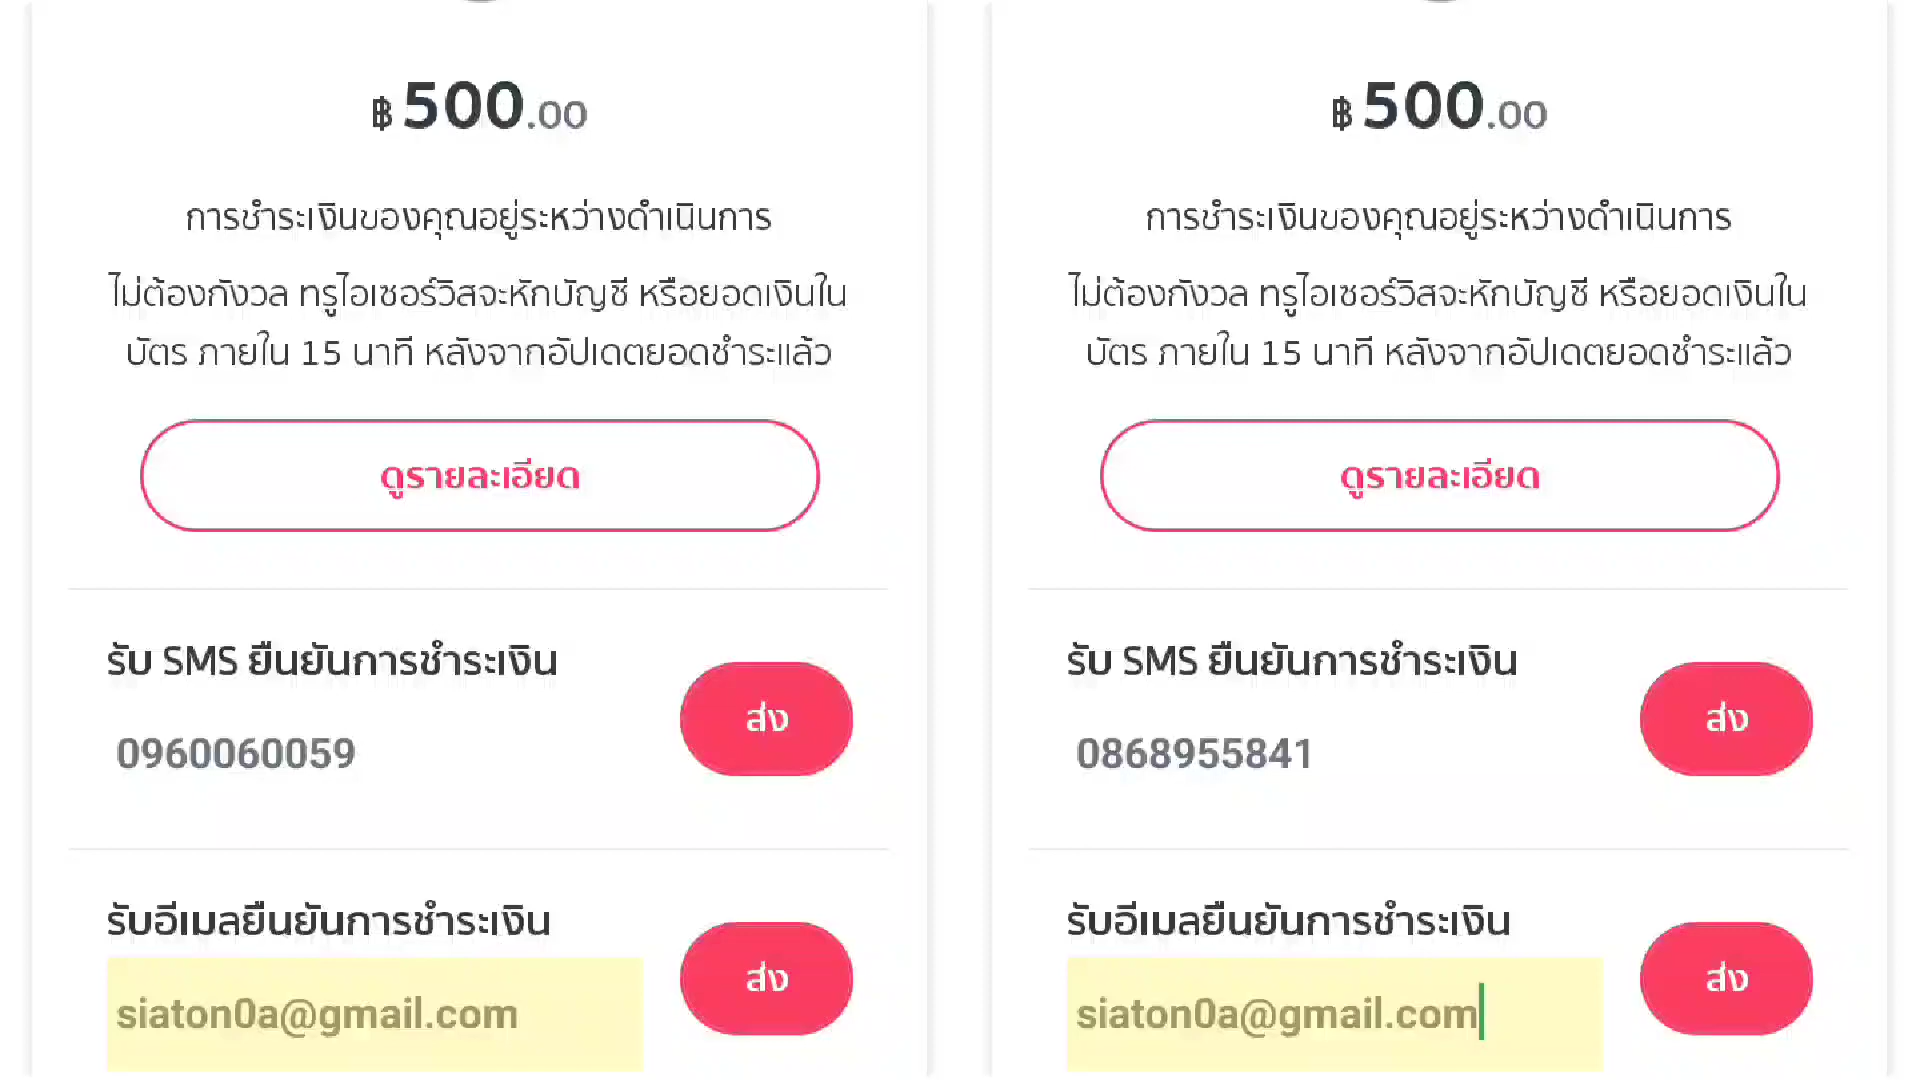 ฿ 500.00
การชำระเงินของคุณอยู่ระหว่างดำเนินการ
ไม่ต้องกังวล ทรูไอเซอร์วิสจะหักบัญชี หรือยอดเงินใน
บัตร ภายใน 15 นาที หลังจากอัปเดตยอดชำระแล้ว
ดูรายละเอียด
รับ SMS ยืนยันการชำระเงิน
ส่ง
0960060059
รับอีเมลยืนยันการชำระเงิน
ส่ง
siaton0a@gmail.com
฿ 500.00
การชำระเงินของคุณอยู่ระหว่างดำเนินการ
ไม่ต้องกังวล ทรูไอเซอร์วิสจะหักบัญชี หรือยอดเงินใน
บัตร ภายใน 15 นาที หลังจากอัปเดตยอดชำระแล้ว
ดูรายละเอียด
รับ SMS ยืนยันการชำระเงิน
ส่ง
0868955841
รับอีเมลยืนยันการชำระเงิน
ส่ง
siaton0a@gmail.com